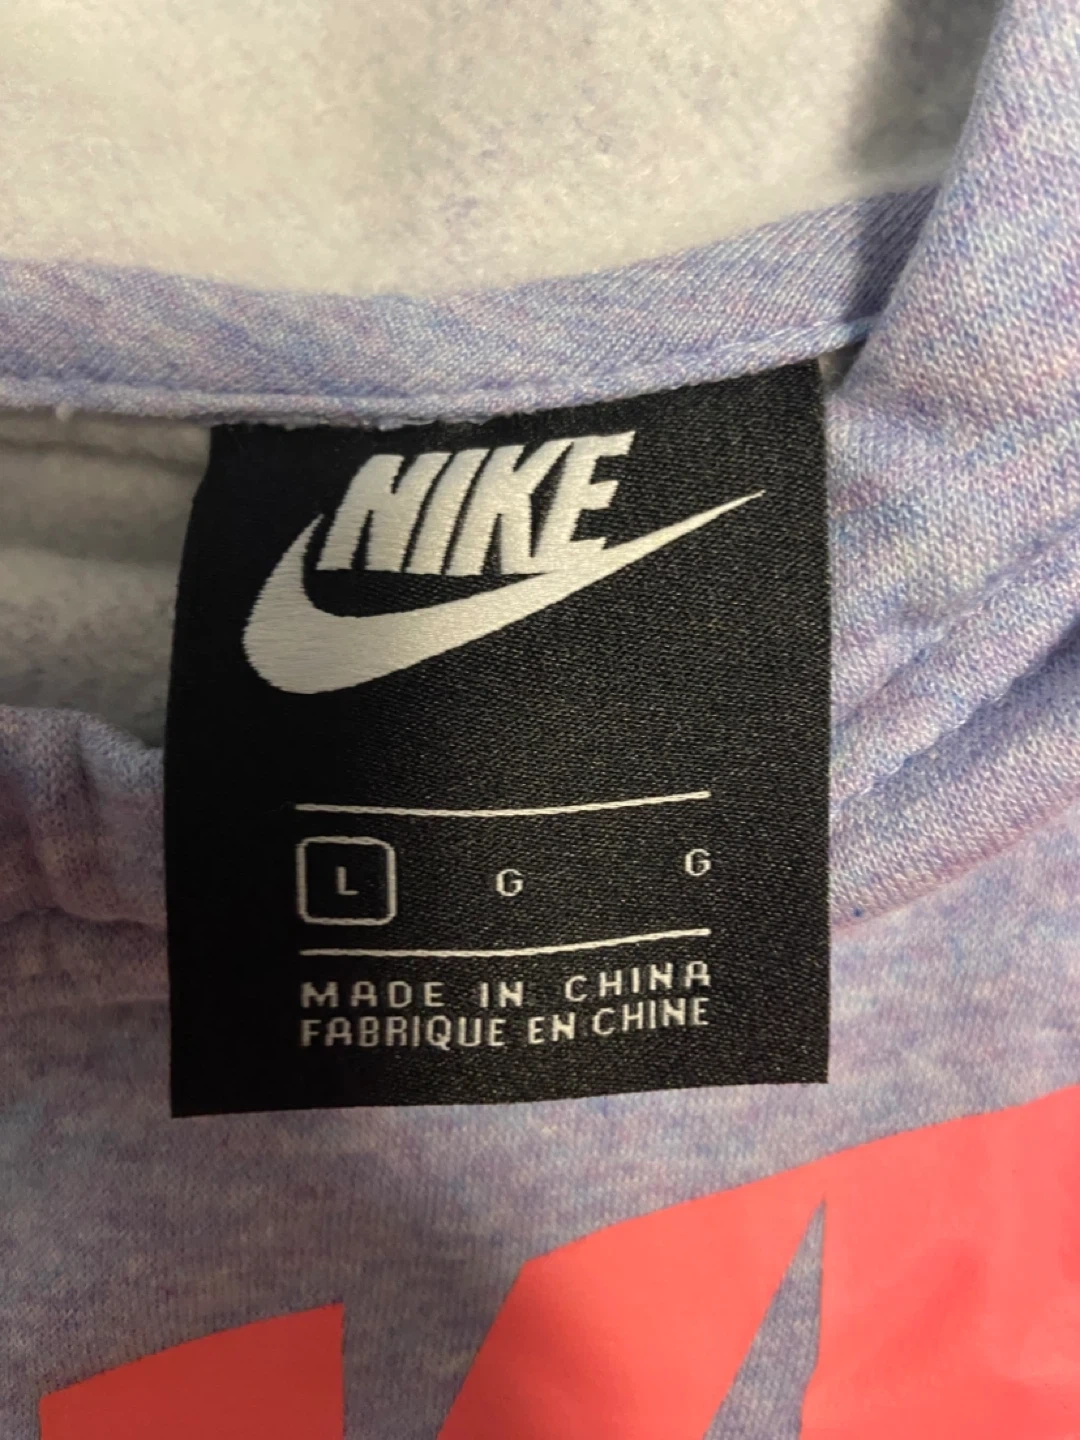 NIKE
L G G
MADE IN CHINA
FABRIQUE EN CHINE